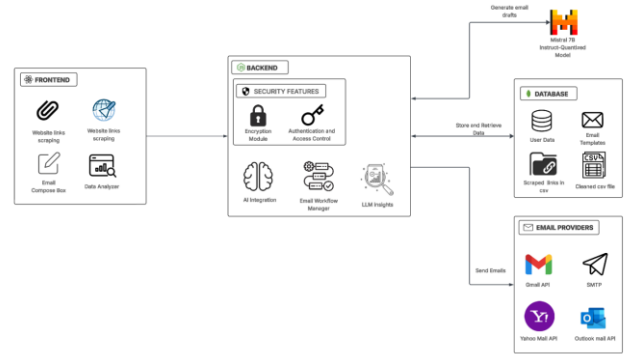 Generate email
drafts
Mistral 7B
Instruct-Quantized
Model
FRONTEND
Website links
scraping
Website links
scraping
Email
Compose Box
Data Analyzer
BACKEND
SECURITY FEATURES
Encryption
Module
Authentication and
Access Control
AI Integration
Email Workflow
Manager
LLM Insights
Store and Retrieve
Data
DATABASE
User Data
Email
Templates
Scraped links in
csv
CSV
Cleaned csv file
Send Emails
EMAIL PROVIDERS
Gmail API
SMTP
Yahoo Mail API
Outlook mail API